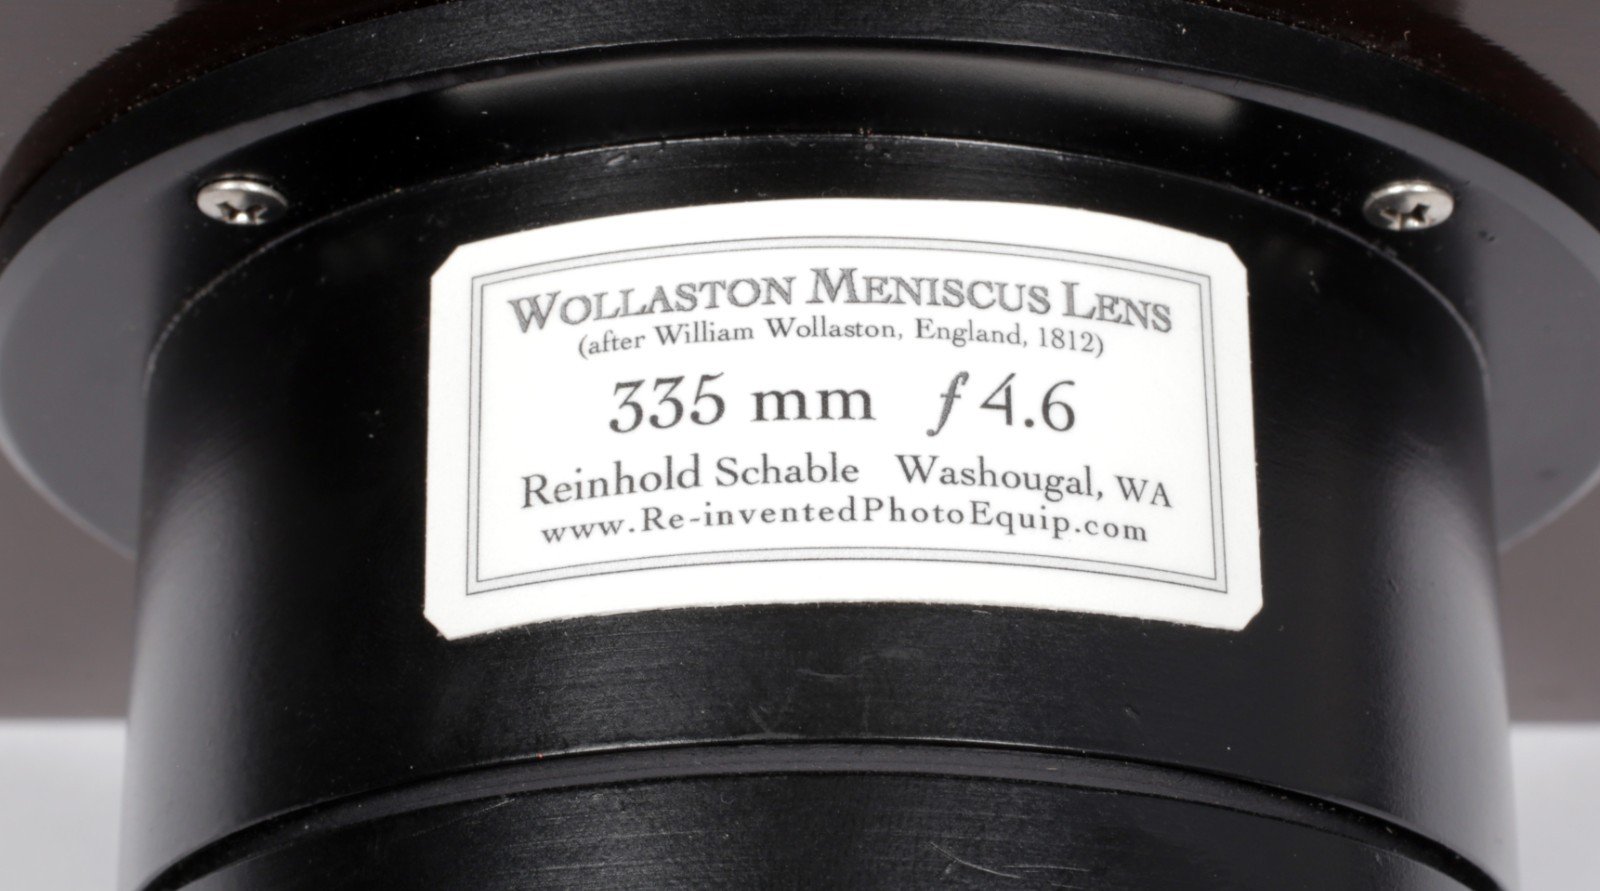 Wollaston Meniscus Lens
(after William Wollaston, England, 1812)
335 mm f 4.6
Reinhold Schable Washougal, WA
www.Re-inventedPhotoEquip.com